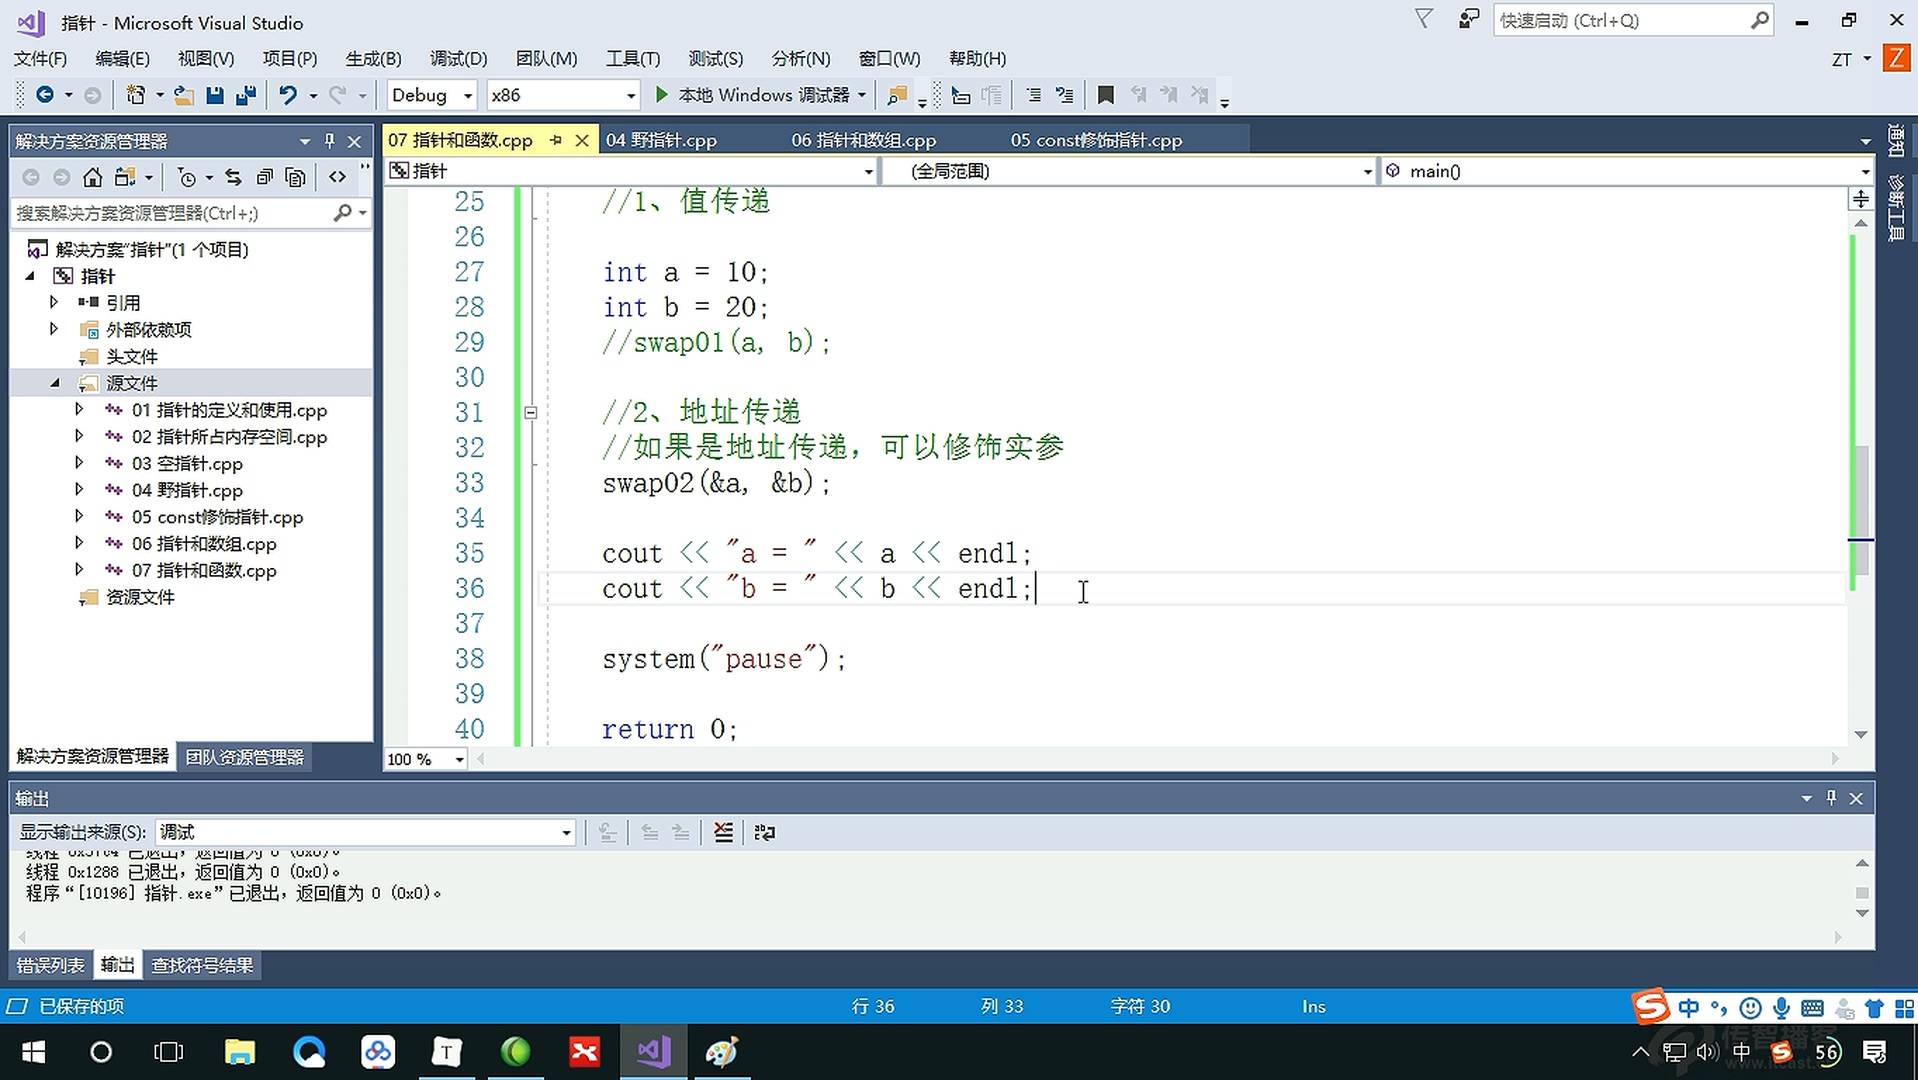 指针 - Microsoft Visual Studio
快速启动 (Ctrl+Q)
文件(F) 编辑(E) 视图(V) 项目(P) 生成(B) 调试(D) 团队(M) 工具(T) 测试(S) 分析(N) 窗口(W) 帮助(H)
ZT
Z
Debug x86 本地 Windows 调试器
解决方案资源管理器
07 指针和函数.cpp 04 野指针.cpp 06 指针和数组.cpp 05 const修饰指针.cpp
通知
诊断工具
指针 (全局范围) main()
搜索解决方案资源管理器(Ctrl+;)
解决方案"指针"(1 个项目)
指针
引用
外部依赖项
头文件
源文件
01 指针的定义和使用.cpp
02 指针所占内存空间.cpp
03 空指针.cpp
04 野指针.cpp
05 const修饰指针.cpp
06 指针和数组.cpp
07 指针和函数.cpp
资源文件
解决方案资源管理器 团队资源管理器
25 //1、值传递
26
27 int a = 10;
28 int b = 20;
29 //swap01(a, b);
30
31 //2、地址传递
32 //如果是地址传递，可以修饰实参
33 swap02(&a, &b);
34
35 cout << "a = " << a << endl;
36 cout << "b = " << b << endl;
37
38 system("pause");
39
40 return 0;
100 %
输出
显示输出来源(S): 调试
线程 0x1288 已退出，返回值为 0 (0x0)。
程序“[10196] 指针.exe”已退出，返回值为 0 (0x0)。
错误列表 输出 查找符号结果
已保存的项 行 36 列 33 字符 30 Ins
中
传智播客
中 56